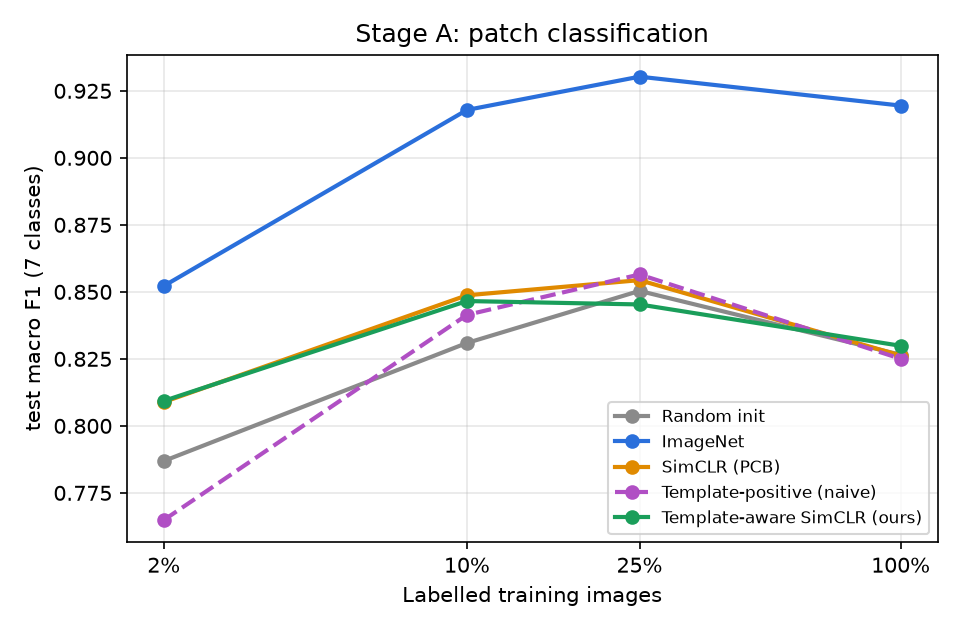 Stage A: patch classification
test macro F1 (7 classes)
0.925
0.900
0.875
0.850
0.825
0.800
0.775
Random init
ImageNet
SimCLR (PCB)
Template-positive (naive)
Template-aware SimCLR (ours)
2%
10%
25%
100%
Labelled training images